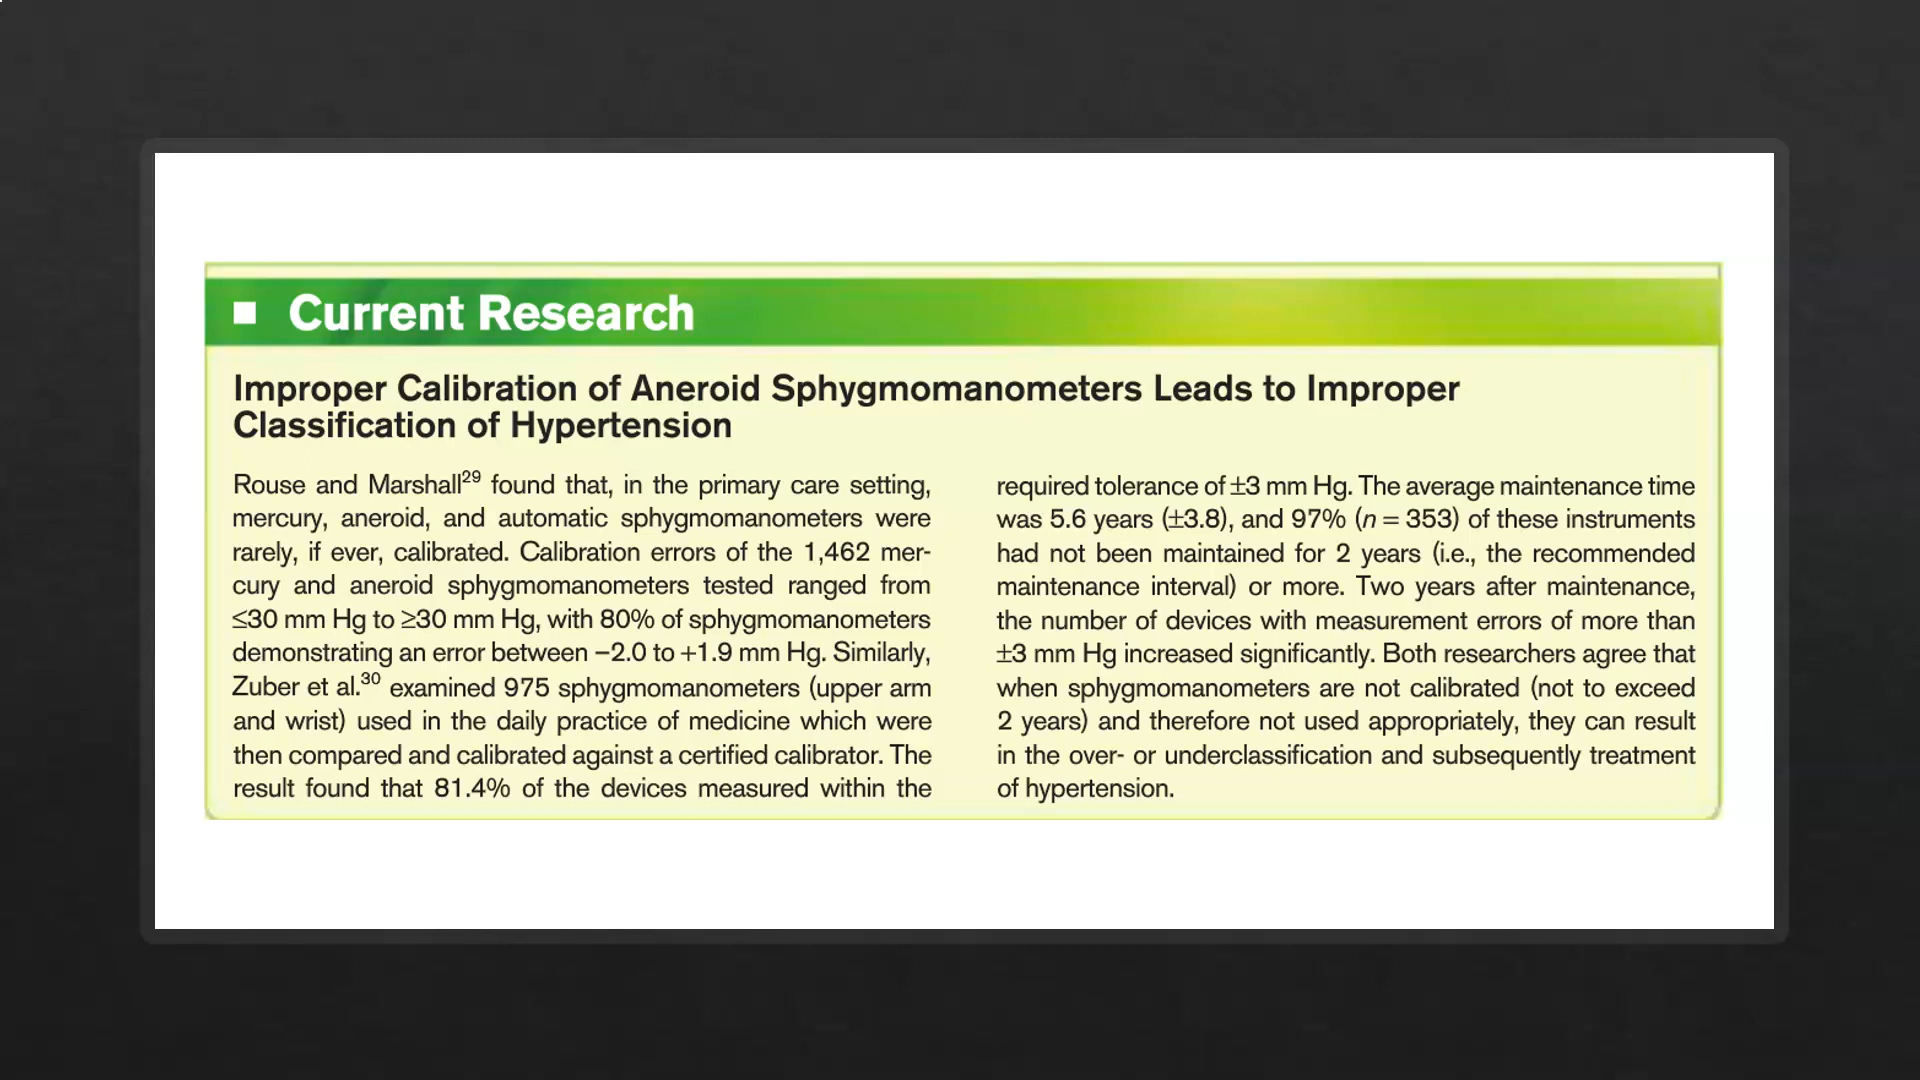 Current Research
Improper Calibration of Aneroid Sphygmomanometers Leads to Improper
Classification of Hypertension
Rouse and Marshall29 found that, in the primary care setting,
mercury, aneroid, and automatic sphygmomanometers were
rarely, if ever, calibrated. Calibration errors of the 1,462 mer-
cury and aneroid sphygmomanometers tested ranged from
≤30 mm Hg to ≥30 mm Hg, with 80% of sphygmomanometers
demonstrating an error between −2.0 to +1.9 mm Hg. Similarly,
Zuber et al.30 examined 975 sphygmomanometers (upper arm
and wrist) used in the daily practice of medicine which were
then compared and calibrated against a certified calibrator. The
result found that 81.4% of the devices measured within the
required tolerance of ±3 mm Hg. The average maintenance time
was 5.6 years (±3.8), and 97% (n = 353) of these instruments
had not been maintained for 2 years (i.e., the recommended
maintenance interval) or more. Two years after maintenance,
the number of devices with measurement errors of more than
±3 mm Hg increased significantly. Both researchers agree that
when sphygmomanometers are not calibrated (not to exceed
2 years) and therefore not used appropriately, they can result
in the over- or underclassification and subsequently treatment
of hypertension.